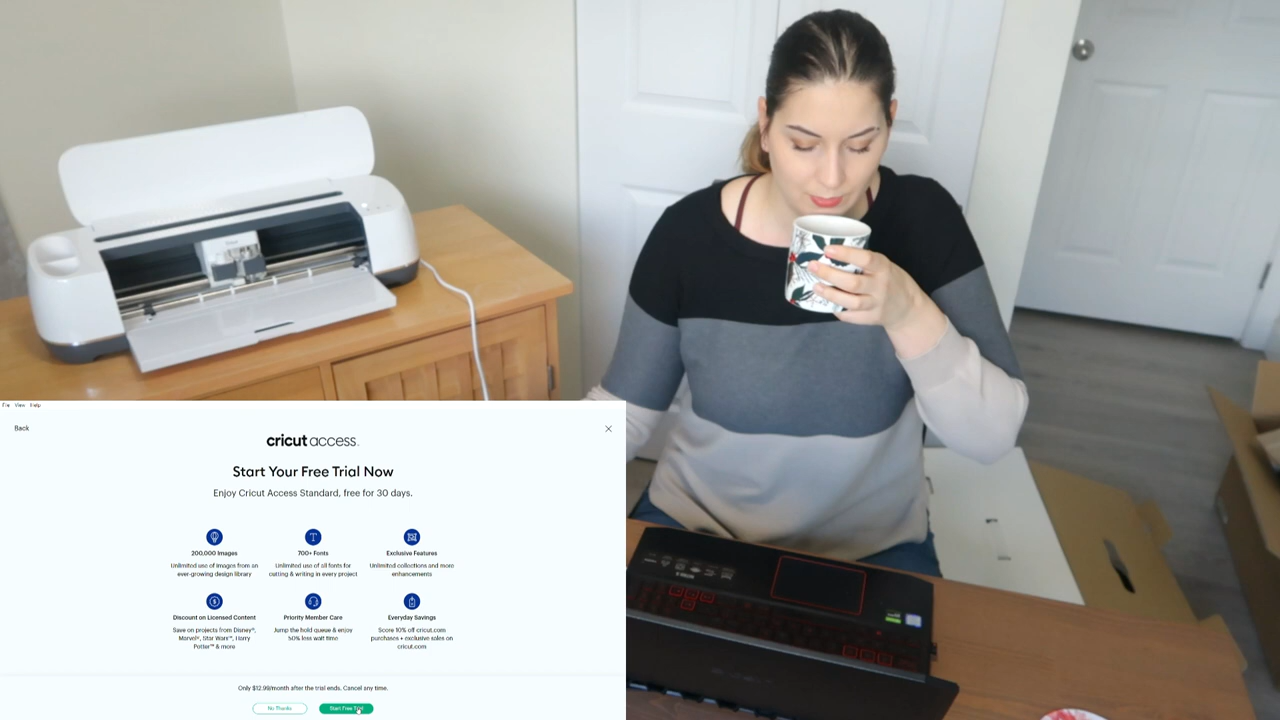 File View Help
Back
cricut access
Start Your Free Trial Now
Enjoy Cricut Access Standard, free for 30 days.
200,000 Images
Unlimited use of images from an
ever-growing design library
700+ Fonts
Unlimited use of all fonts for
cutting & writing in every project
Exclusive Features
Unlimited collections and more
enhancements
Discount on Licensed Content
Save on projects from Disney®,
Marvel®, Star Wars™, Harry
Potter™ & more
Priority Member Care
Jump the hold queue & enjoy
50% less wait time
Everyday Savings
Score 10% off cricut.com
purchases + exclusive sales on
cricut.com
Only $12.99/month after the trial ends. Cancel any time.
No Thanks
Start Free Trial